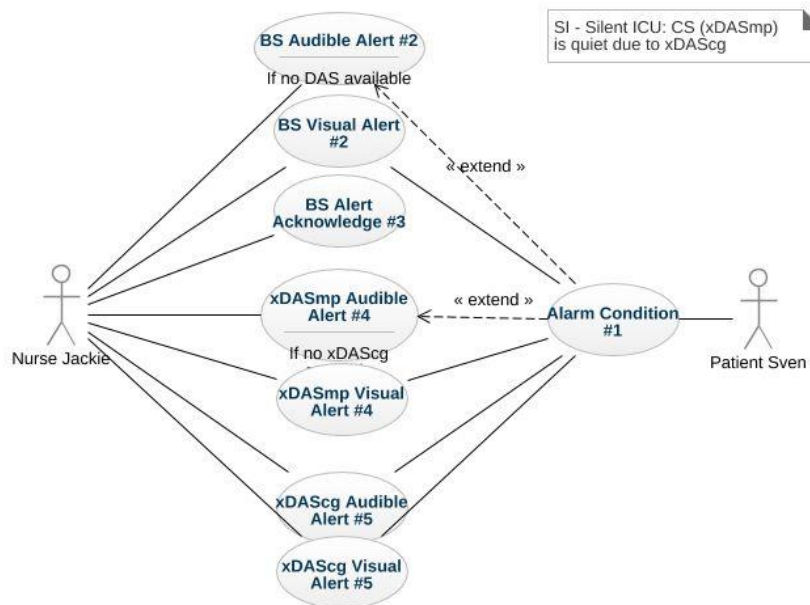 BS Audible Alert #2
If no DAS available
SI - Silent ICU: CS (xDASmp)
is quiet due to xDAScg
BS Visual Alert
#2
« extend »
BS Alert
Acknowledge #3
xDASmp Audible
Alert #4
If no xDAScg
« extend »
Alarm Condition
#1
Nurse Jackie
Patient Sven
xDASmp Visual
Alert #4
xDAScg Audible
Alert #5
xDAScg Visual
Alert #5